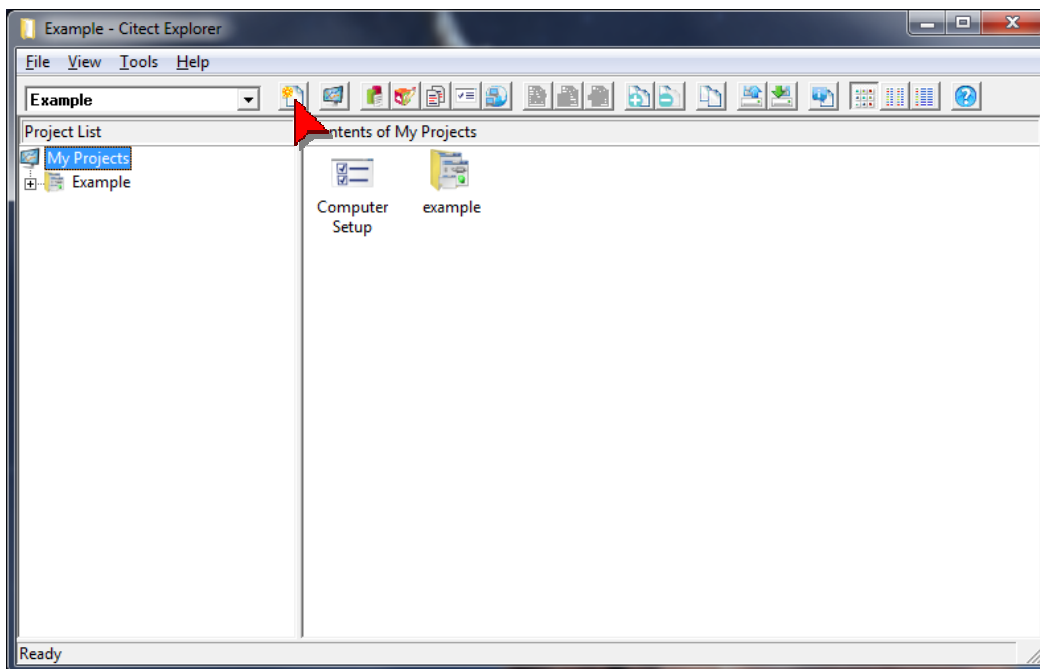 Example - Citect Explorer
File View Tools Help
Example
Project List
ntents of My Projects
My Projects
Example
Computer
Setup
example
Ready